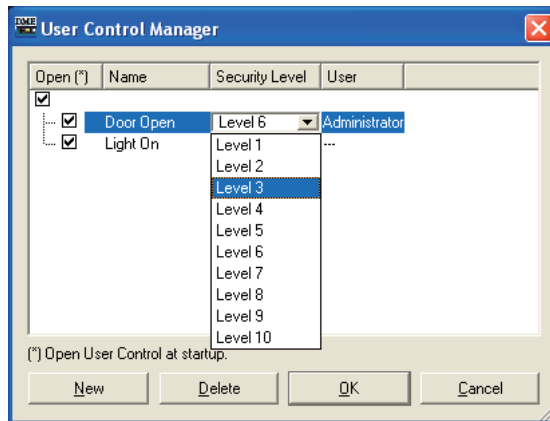 DME User Control Manager
Open (*) Name Security Level User
Door Open Level 6 Administrator
Light On Level 1 ---
Level 2
Level 3
Level 4
Level 5
Level 6
Level 7
Level 8
Level 9
Level 10
(*) Open User Control at startup.
New Delete OK Cancel